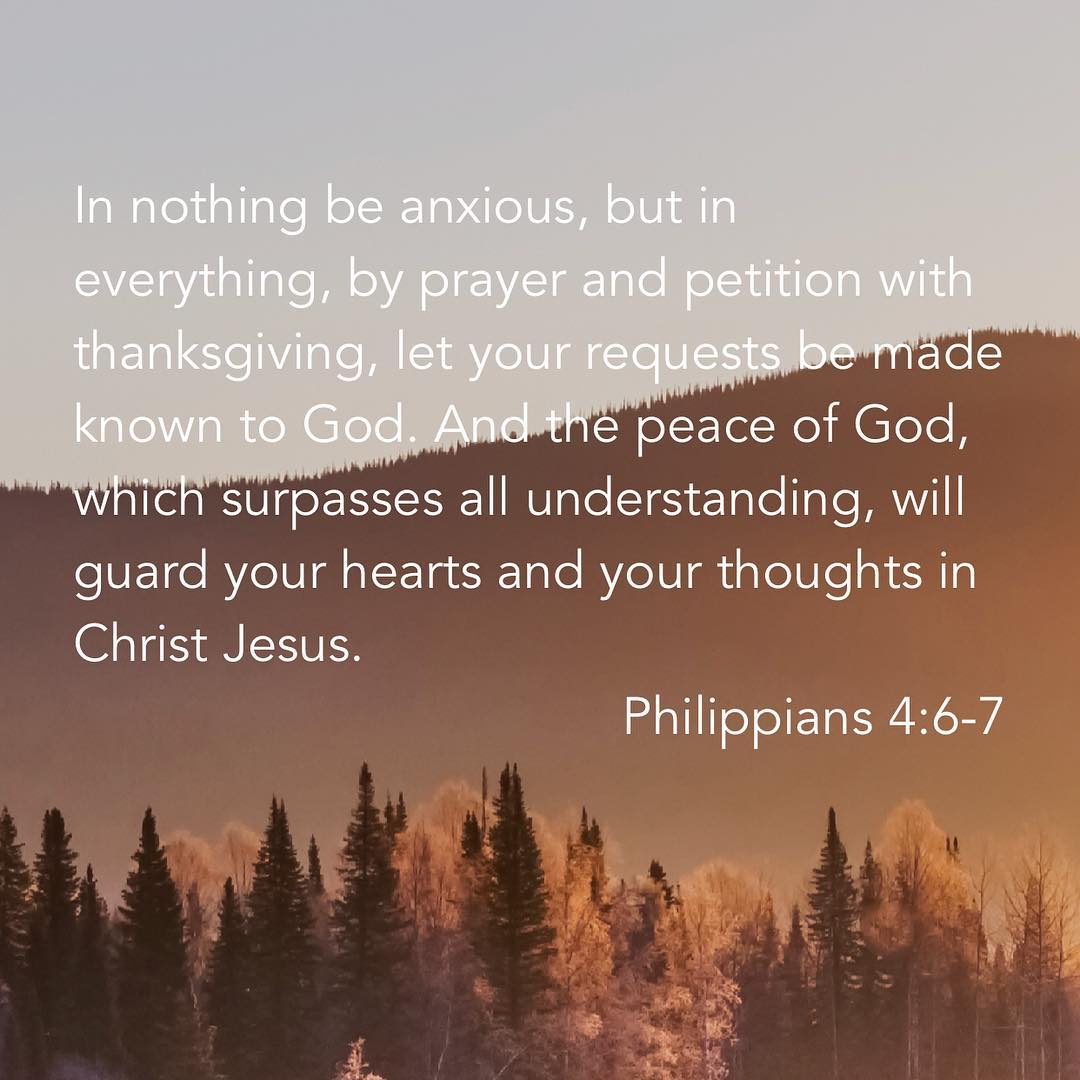 In nothing be anxious, but in
everything, by prayer and petition with
thanksgiving, let your requests be made
known to God. And the peace of God,
which surpasses all understanding, will
guard your hearts and your thoughts in
Christ Jesus.
Philippians 4:6-7